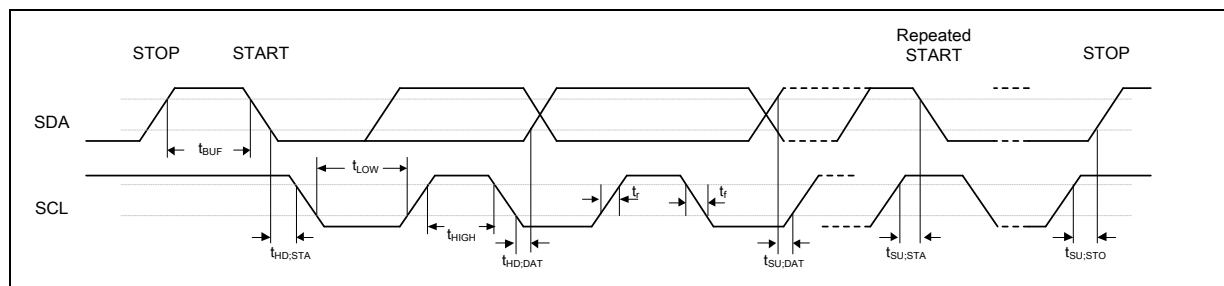 STOP
START
Repeated
START
STOP
SDA
tBUF
tLOW
SCL
tr
tf
tHIGH
tHD;STA
tHD;DAT
tSU;DAT
tSU;STA
tSU;STO